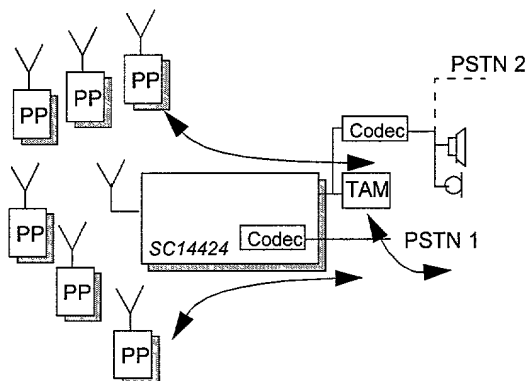 PP
PP
PP
PSTN 2
Codec
TAM
PP
SC14424
Codec
PSTN 1
PP
PP